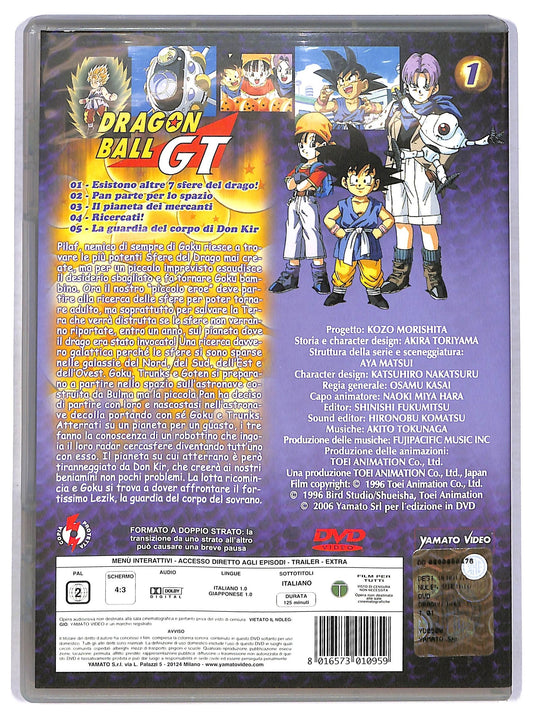 1
DRAGON
BALL
GT
01 - Esistono altre 7 sfere del drago!
02 - Pan parte per lo spazio
03 - Il pianeta dei mercanti
04 - Ricercati!
05 - La guardia del corpo di Don Kir
Pilaf, nemico di sempre di Goku riesce a tro-
vare le più potenti Sfere del Drago mai cre-
ate, ma per un piccolo imprevisto esaudisce
il desiderio sbagliato e fa tornare Goku bam-
bino. Ora il nostro "piccolo eroe" deve par-
tire alla ricerca delle sfere per poter torna-
re adulto, ma soprattutto per salvare la Ter-
ra che verrà distrutta se le sfere non verran-
no riportate, entro un anno, sul pianeta dove
il drago era stato invocato! Una ricerca davve-
ro galattica perché le sfere si sono sparse
nelle galassie del Nord, del Sud, dell'Est e
dell'Ovest. Goku, Trunks e Goten si prepara-
no a partire nello spazio sull'astronave cos-
truita da Bulma ma la piccola Pan ha deciso
di partire con loro e nascostasi nell'astrona-
ve decolla portando con sé Goku e Trunks.
Atterrati su un pianeta per un guasto, i tre
fanno la conoscenza di un robottino che ingo-
ia il loro radar cercasfere diventando tutt'uno
con esso. Il pianeta su cui atterrano è però
tiranneggiato da Don Kir, che creerà ai nostri
beniamini non pochi problemi. La lotta ricomin-
cia e Goku si trova a dover affrontare il for-
tissimo Lezik, la guardia del corpo del sovrano.
Progetto: KOZO MORISHITA
Storia e character design: AKIRA TORIYAMA
Struttura della serie e sceneggiatura:
AYA MATSUI
Character design: KATSUHIRO NAKATSURU
Regia generale: OSAMU KASAI
Capo animatore: NAOKI MIYA HARA
Editor: SHINISHI FUKUMITSU
Sound editor: HIRONOBU KOMATSU
Musiche: AKITO TOKUNAGA
Produzione delle musiche: FUJIPACIFIC MUSIC INC
Produzione delle animazioni:
TOEI ANIMATION Co., Ltd.
Una produzione TOEI ANIMATION Co., Ltd., Japan
Film copyright: © 1996 Toei Animation Co., Ltd.
© 1996 Bird Studio/Shueisha, Toei Animation
© 2006 Yamato Srl per l'edizione in DVD
FORMATO A DOPPIO STRATO: la
transizione da uno strato all'altro
può causare una breve pausa
DVD
VIDEO
YAMATO VIDEO
MENÙ INTERATTIVI - ACCESSO DIRETTO AGLI EPISODI - TRAILER - EXTRA
PAL
2
SCHERMO
4:3
AUDIO
DOLBY
DIGITAL
LINGUE
ITALIANO 1.0
GIAPPONESE 1.0
SOTTOTITOLI
ITALIANO
DURATA
125 minuti
T
FILM PER
TUTTI
VISTO DI CENSURA
NON NECESSITA
Opera non destinata
alle sale
cinematografiche
AVVISO
YAMATO S.r.l. via L. Palazzi 5 - 20124 Milano - www.yamatovideo.com
8 016573 010959